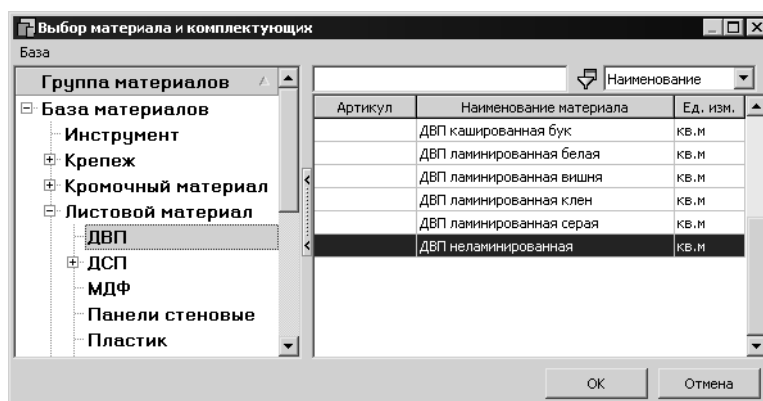 Выбор материала и комплектующих
База
Группа материалов
База материалов
Инструмент
Крепеж
Кромочный материал
Листовой материал
ДВП
ДСП
МДФ
Панели стеновые
Пластик
Наименование
Артикул Наименование материала Ед. изм.
ДВП кашированная бук кв.м
ДВП ламинированная белая кв.м
ДВП ламинированная вишня кв.м
ДВП ламинированная клен кв.м
ДВП ламинированная серая кв.м
ДВП неламинированная кв.м
ОК Отмена